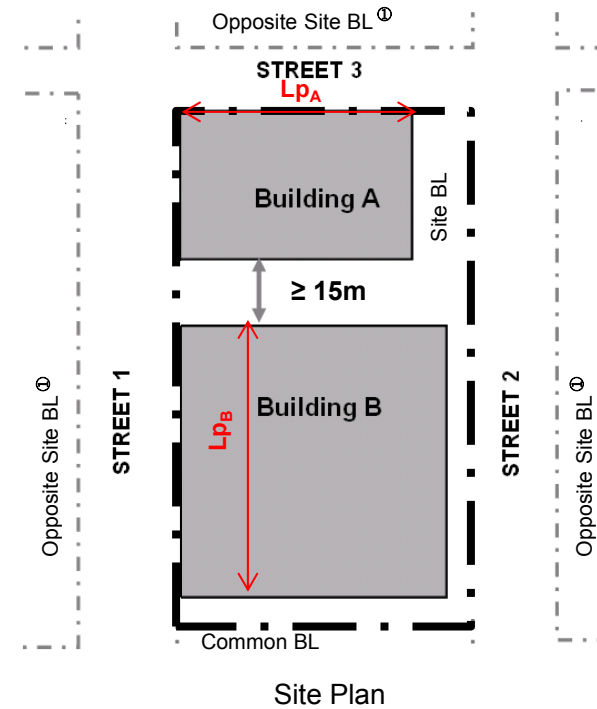 Opposite Site BL ①
STREET 3
LpA
Building A
Site BL
≥ 15m
Opposite Site BL ①
STREET 1
LpB
Building B
STREET 2
Opposite Site BL ①
Common BL
Site Plan